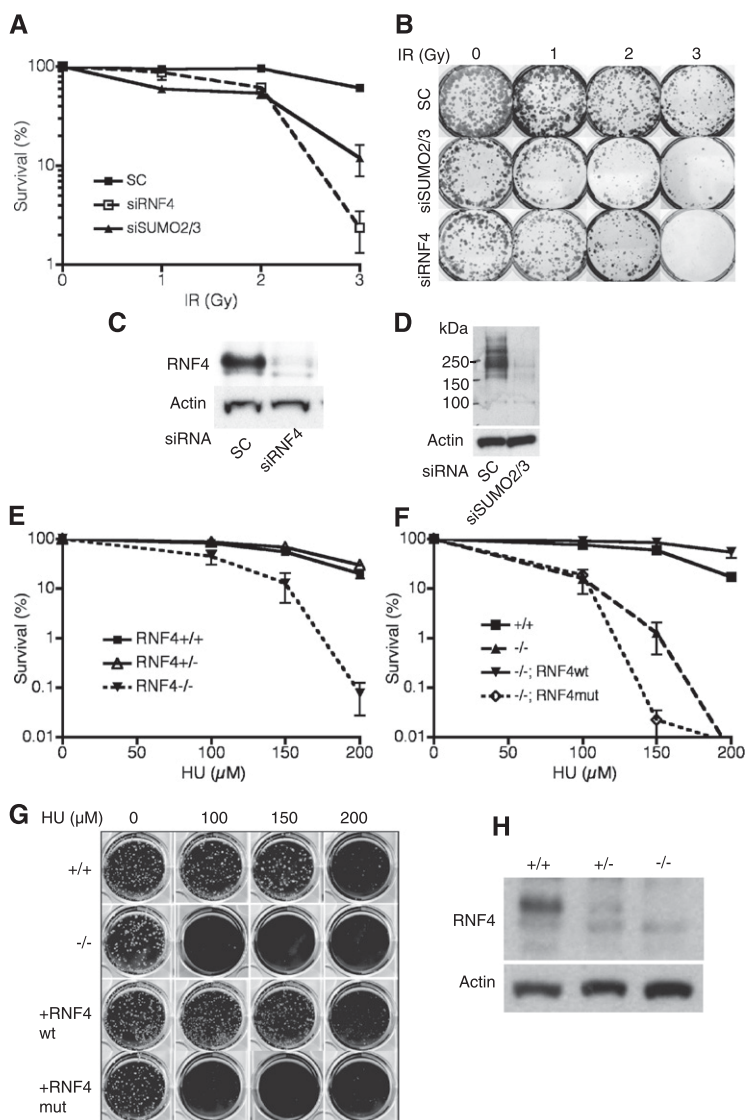 A
100
10
1
Survival (%)
SC
siRNF4
siSUMO2/3
0 1 2 3
IR (Gy)
B
IR (Gy) 0 1 2 3
SC
siSUMO2/3
siRNF4
C
RNF4
Actin
siRNA SC siRNF4
D
kDa
250
150
100
Actin
siRNA SC siSUMO2/3
E
100
10
1
0.1
0.01
Survival (%)
RNF4+/+
RNF4+/-
RNF4-/-
0 50 100 150 200
HU (µM)
F
100
10
1
0.1
0.01
Survival (%)
+/+
-/-
-/-; RNF4wt
-/-; RNF4mut
0 50 100 150 200
HU (µM)
G HU (µM) 0 100 150 200
+/+
-/-
+RNF4
wt
+RNF4
mut
H
+/+ +/- -/-
RNF4
Actin